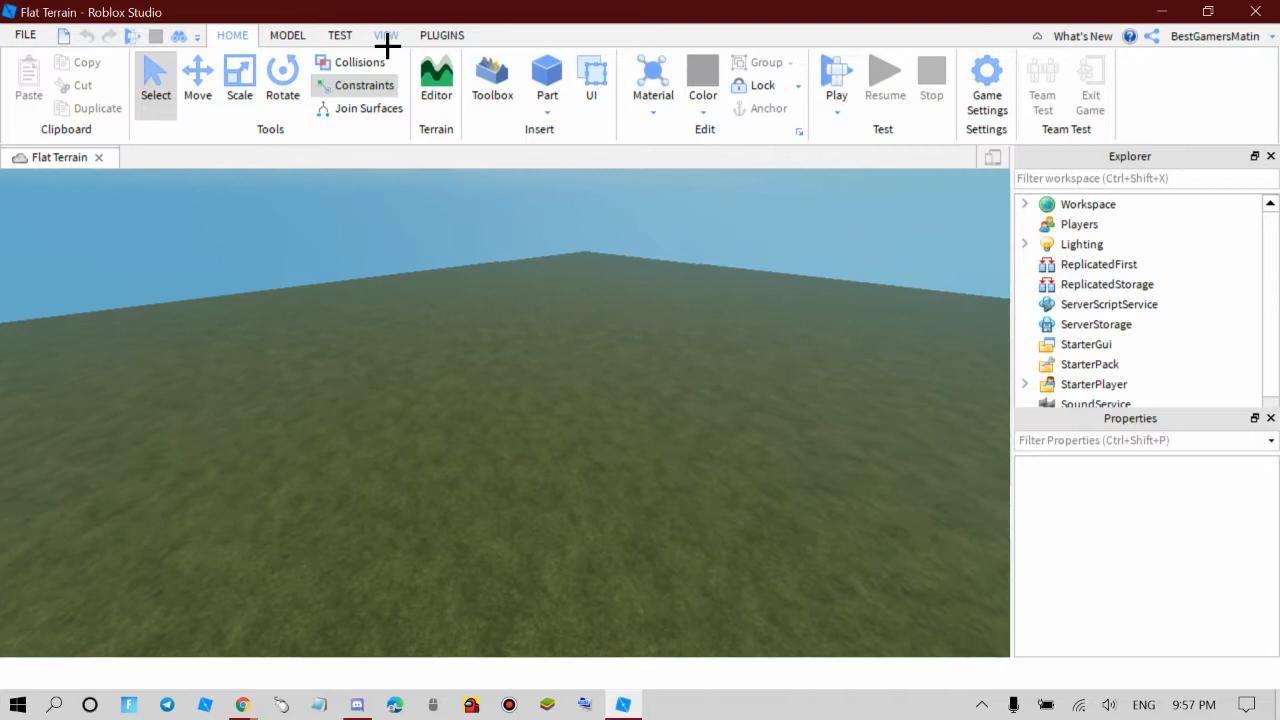 Flat Terrain - Roblox Studio
FILE HOME MODEL TEST VIEW PLUGINS What's New BestGamersMatin
Paste Copy Cut Duplicate Clipboard
Select Move Scale Rotate Collisions Constraints Join Surfaces Tools
Editor Terrain
Toolbox Part UI Insert
Material Color Group Lock Anchor Edit
Play Resume Stop Test
Game Settings Settings
Team Test Exit Game Team Test
Flat Terrain
Explorer
Filter workspace (Ctrl+Shift+X)
Workspace
Players
Lighting
ReplicatedFirst
ReplicatedStorage
ServerScriptService
ServerStorage
StarterGui
StarterPack
StarterPlayer
SoundService
Properties
Filter Properties (Ctrl+Shift+P)
ENG 9:57 PM